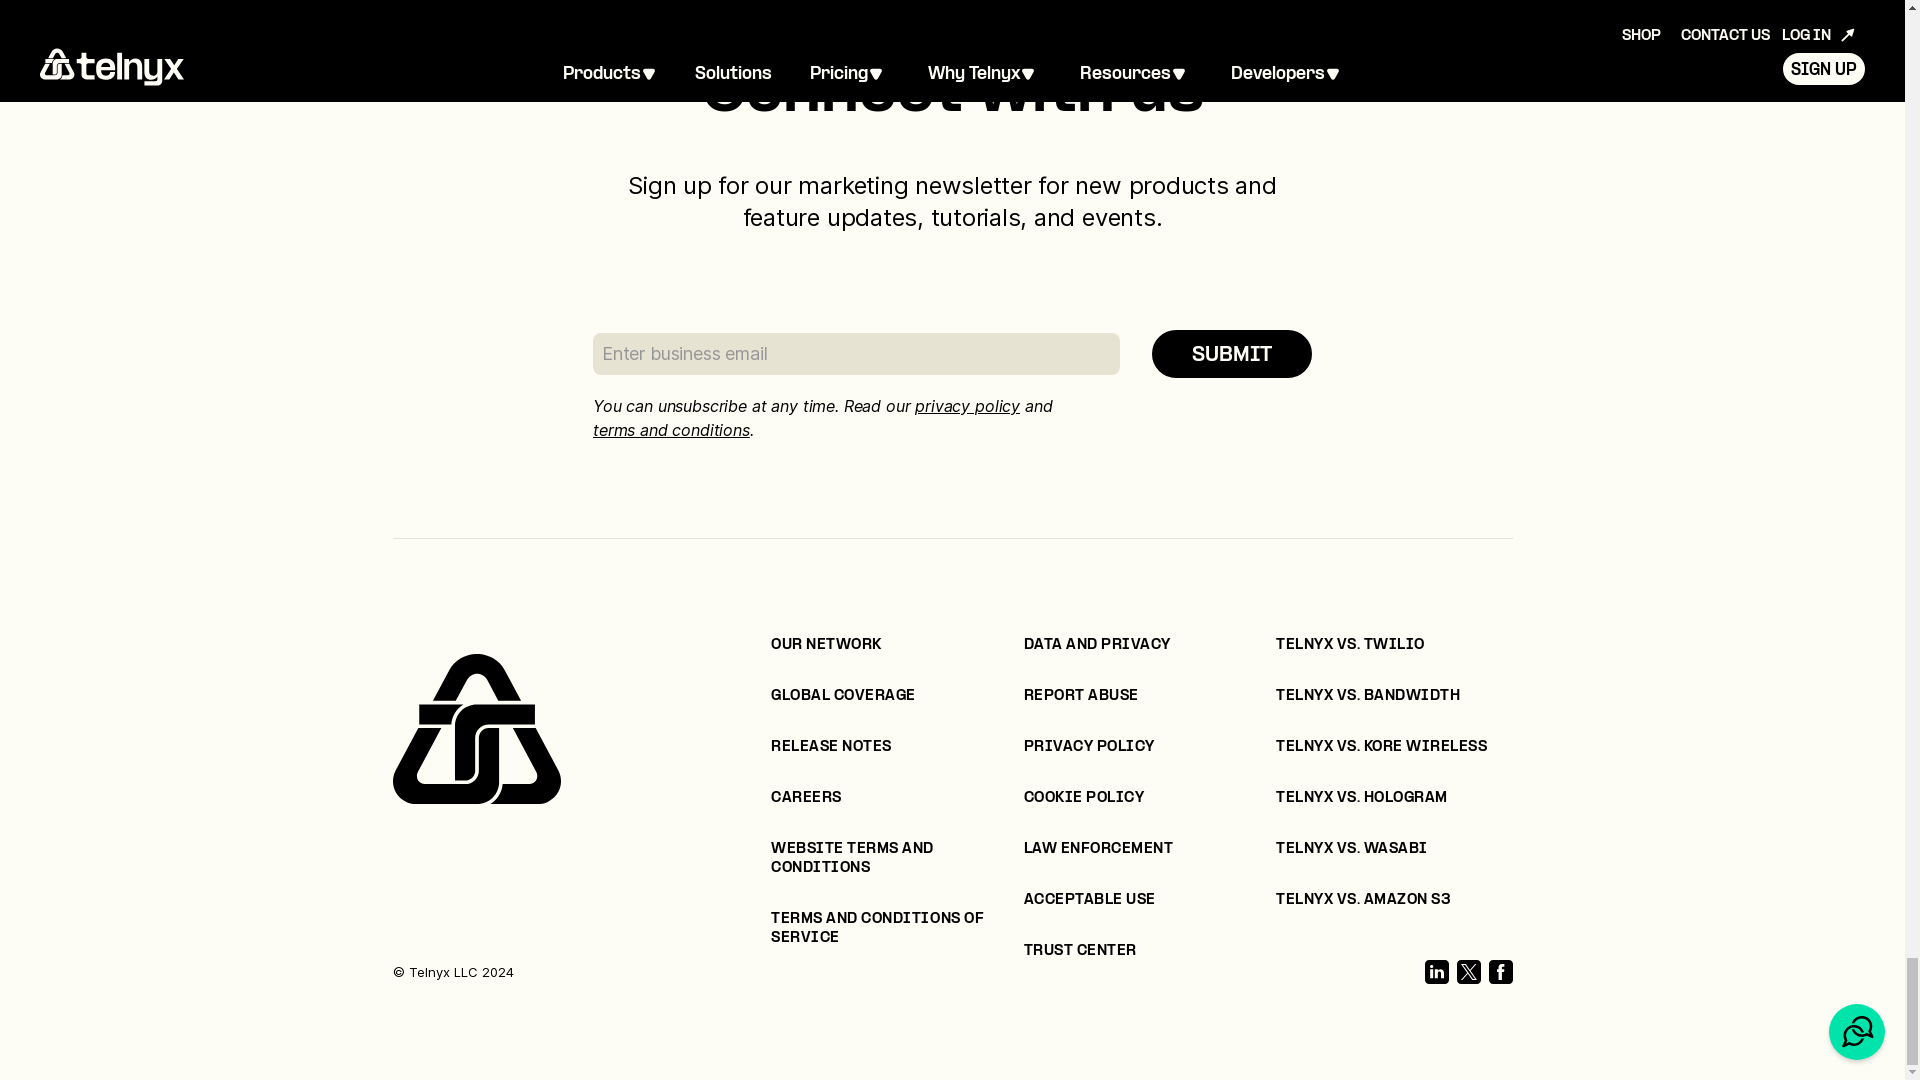 SHOP CONTACT US LOG IN
telnyx Products Solutions Pricing Why Telnyx Resources Developers SIGN UP
Connect with us
Sign up for our marketing newsletter for new products and
feature updates, tutorials, and events.
Enter business email SUBMIT
You can unsubscribe at any time. Read our privacy policy and
terms and conditions.
OUR NETWORK
GLOBAL COVERAGE
RELEASE NOTES
CAREERS
WEBSITE TERMS AND
CONDITIONS
TERMS AND CONDITIONS OF
SERVICE
DATA AND PRIVACY
REPORT ABUSE
PRIVACY POLICY
COOKIE POLICY
LAW ENFORCEMENT
ACCEPTABLE USE
TRUST CENTER
TELNYX VS. TWILIO
TELNYX VS. BANDWIDTH
TELNYX VS. KORE WIRELESS
TELNYX VS. HOLOGRAM
TELNYX VS. WASABI
TELNYX VS. AMAZON S3
© Telnyx LLC 2024